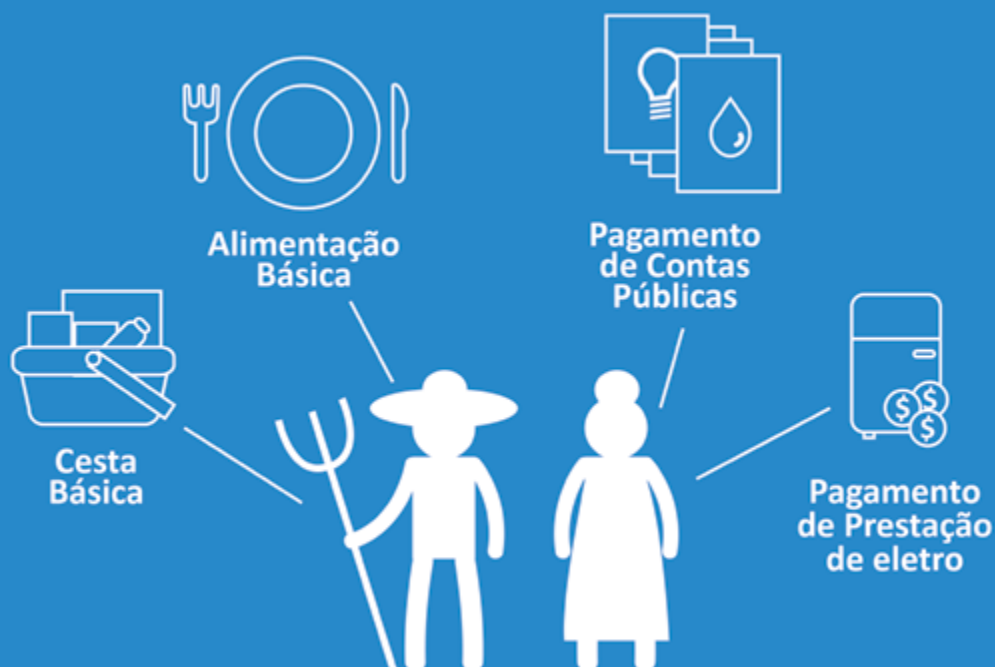 Alimentação
Básica
Pagamento
de Contas
Públicas
Cesta
Básica
$
$
$
Pagamento
de Prestação
de eletro